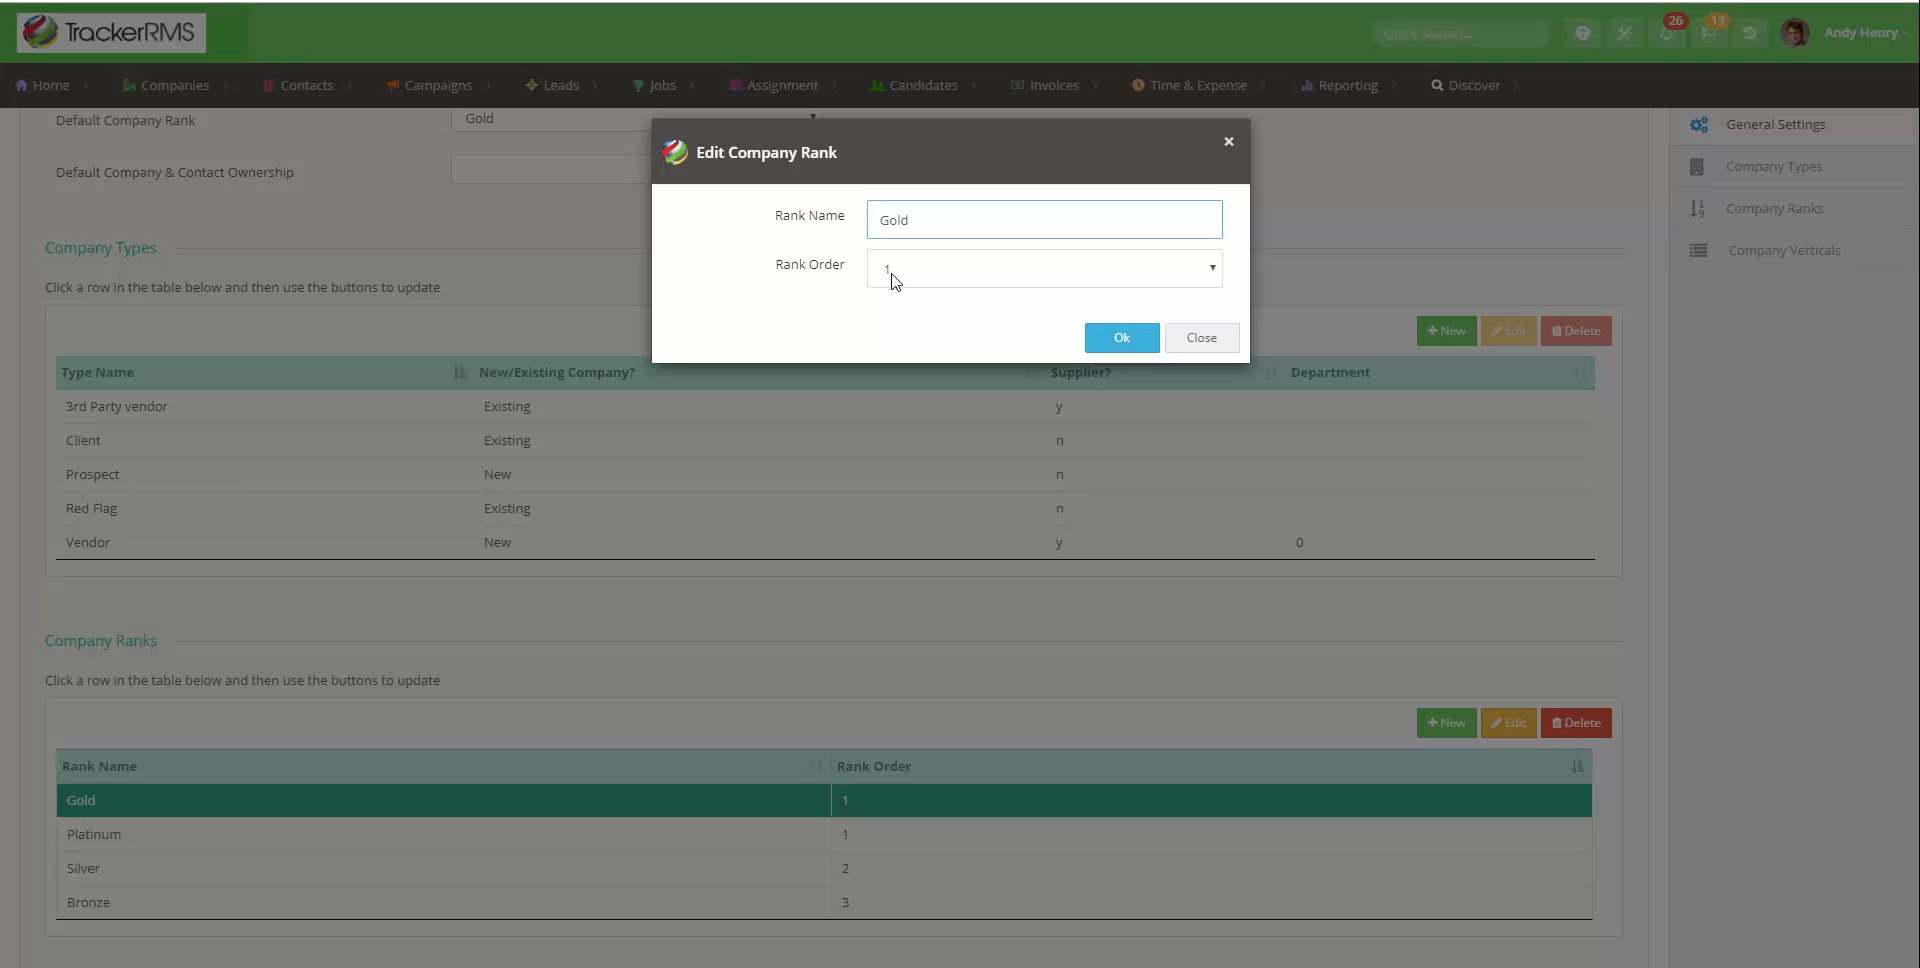 TrackerRMS
Quick Search...
26
13
Andy Henry
Home
Companies
Contacts
Campaigns
Leads
Jobs
Assignment
Candidates
Invoices
Time & Expense
Reporting
Discover
Default Company Rank
Gold
Default Company & Contact Ownership
Edit Company Rank
Rank Name
Gold
Rank Order
1
Ok
Close
General Settings
Company Types
Company Ranks
Company Verticals
Company Types
Click a row in the table below and then use the buttons to update
New
Edit
Delete
Type Name
New/Existing Company?
Supplier?
Department
3rd Party vendor
Existing
y
Client
Existing
n
Prospect
New
n
Red Flag
Existing
n
Vendor
New
y
0
Company Ranks
Click a row in the table below and then use the buttons to update
New
Edit
Delete
Rank Name
Rank Order
Gold
1
Platinum
1
Silver
2
Bronze
3